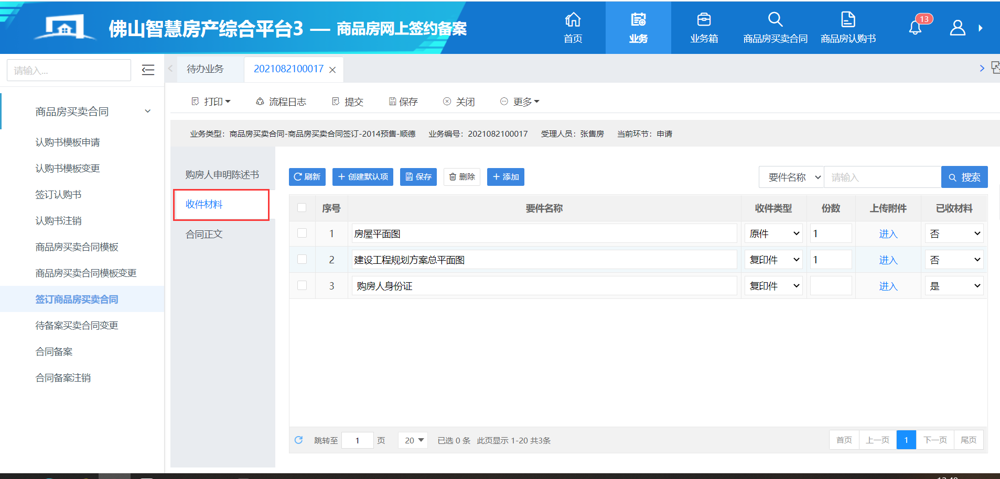 佛山智慧房产综合平台3 — 商品房网上签约备案
首页
业务
业务箱
商品房买卖合同
商品房认购书
13
请输入...
待办业务
2021082100017
打印
流程日志
提交
保存
关闭
更多
业务类型：商品房买卖合同-商品房买卖合同签订-2014预售-顺德 业务编号：2021082100017 受理人员：张售房 当前环节：申请
商品房买卖合同
认购书模板申请
认购书模板变更
签订认购书
认购书注销
商品房买卖合同模板
商品房买卖合同模板变更
签订商品房买卖合同
待备案买卖合同变更
合同备案
合同备案注销
购房人申明陈述书
收件材料
合同正文
刷新 创建默认项 保存 删除 添加
要件名称 请输入 搜索
序号 要件名称 收件类型 份数 上传附件 已收材料
1 房屋平面图 原件 1 进入 否
2 建设工程规划方案总平面图 复印件 1 进入 否
3 购房人身份证 复印件 进入 是
跳转至 1 页 20 已选 0 条 此页显示 1-20 共3条
首页 上一页 1 下一页 尾页